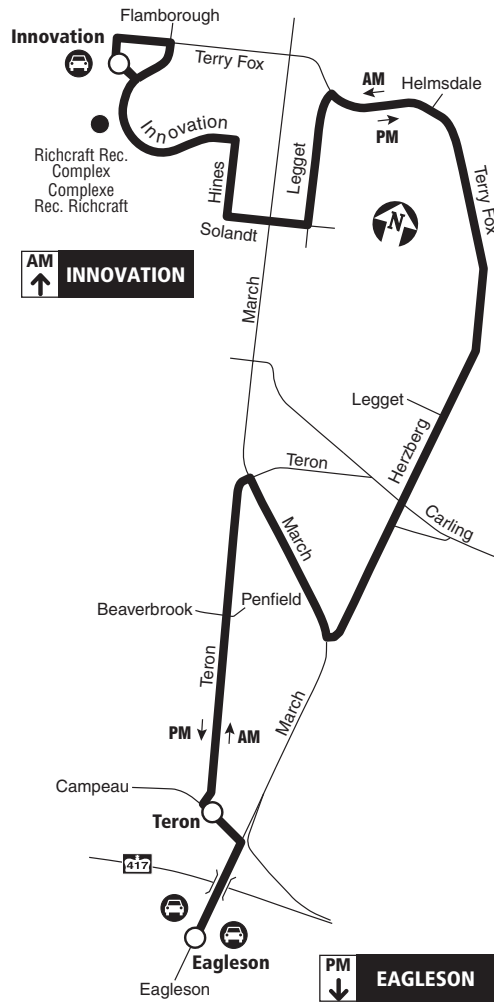 Flamborough
Innovation
Terry Fox
AM
Helmsdale
PM
Innovation
Richcraft Rec.
Complex
Complexe
Rec. Richcraft
Hines
Legget
Terry Fox
Solandt
N
AM
INNOVATION
March
Legget
Herzberg
Teron
Carling
March
Beaverbrook
Penfield
Teron
March
PM
AM
Campeau
Teron
417
Eagleson
Eagleson
PM
EAGLESON